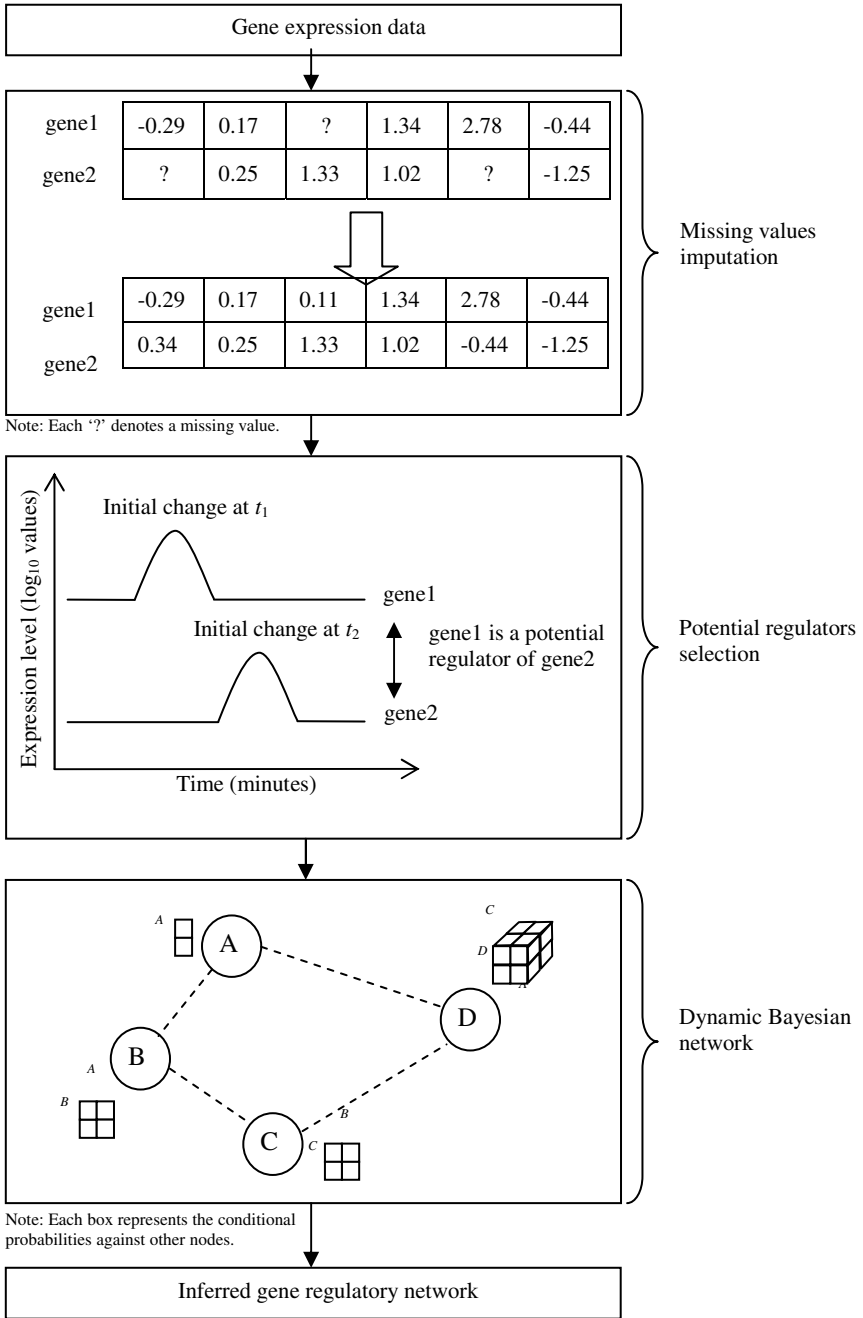 Gene expression data
gene1 -0.29 0.17 ? 1.34 2.78 -0.44
gene2 ? 0.25 1.33 1.02 ? -1.25
gene1 -0.29 0.17 0.11 1.34 2.78 -0.44
gene2 0.34 0.25 1.33 1.02 -0.44 -1.25
Missing values
imputation
Note: Each ‘?’ denotes a missing value.
Expression level (log10 values)
Initial change at t1
gene1
Initial change at t2
gene1 is a potential
regulator of gene2
gene2
Time (minutes)
Potential regulators
selection
A
A
C
D
A
D
B
A
B
C
B
C
Dynamic Bayesian
network
Note: Each box represents the conditional
probabilities against other nodes.
Inferred gene regulatory network